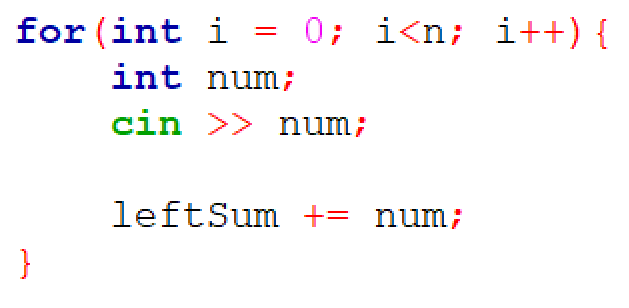 for(int i = 0; i<n; i++){
    int num;
    cin >> num;

    leftSum += num;
}